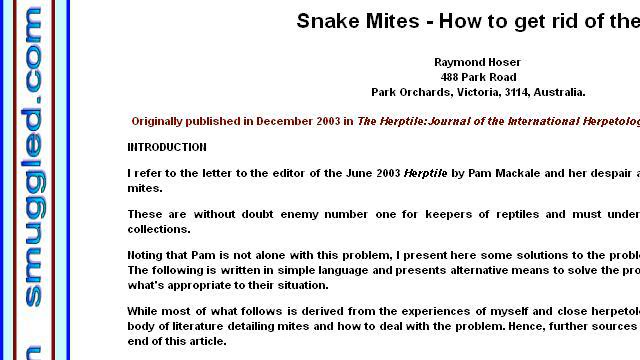 smuggled.com
Snake Mites - How to get rid of the
Raymond Hoser
488 Park Road
Park Orchards, Victoria, 3114, Australia.
Originally published in December 2003 in The Herptile: Journal of the International
INTRODUCTION
I refer to the letter to the editor of the June 2003 Herptile by Pam Mackale and her despair
mites.
These are without doubt enemy number one for keepers of reptiles and must
collections.
Noting that Pam is not alone with this problem, I present here some solutions to the
The following is written in simple language and presents alternative means to solve the
what's appropriate to their situation.
While most of what follows is derived from the experiences of myself and close
body of literature detailing mites and how to deal with the problem. Hence, further sources
end of this article.